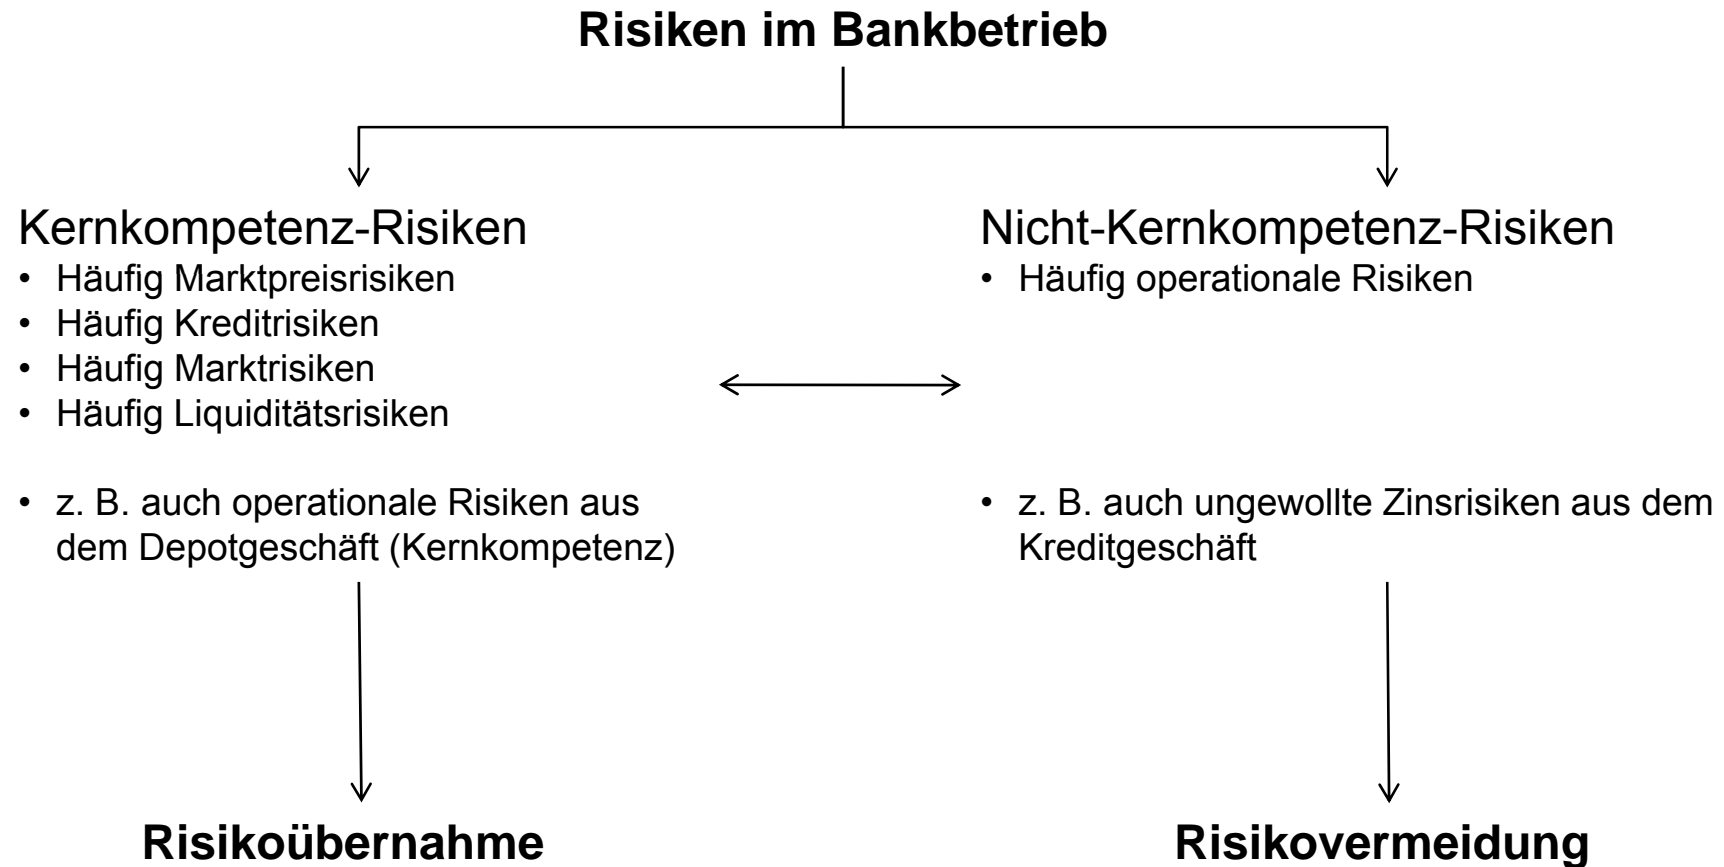 Risiken im Bankbetrieb
Kernkompetenz-Risiken
• Häufig Marktpreisrisiken
• Häufig Kreditrisiken
• Häufig Marktrisiken
• Häufig Liquiditätsrisiken
• z. B. auch operationale Risiken aus
dem Depotgeschäft (Kernkompetenz)
Risikoübernahme
Nicht-Kernkompetenz-Risiken
• Häufig operationale Risiken
• z. B. auch ungewollte Zinsrisiken aus dem
Kreditgeschäft
Risikovermeidung